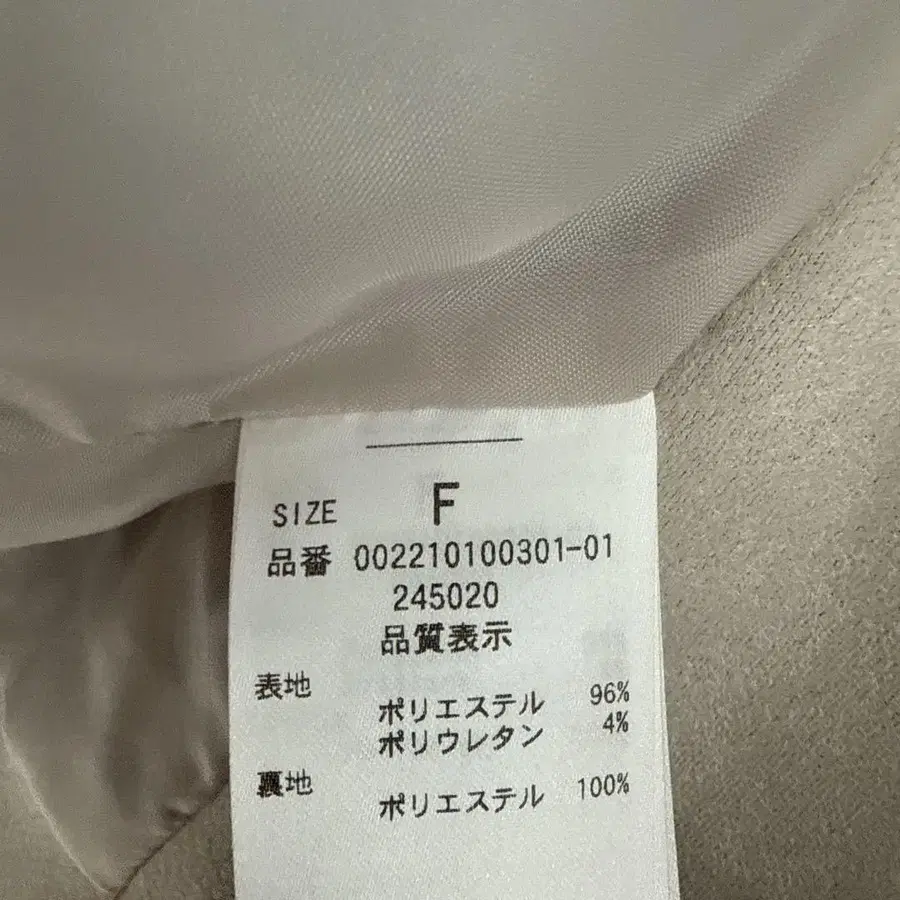 SIZE F
品番 002210100301-01
245020
品質表示
表地
ポリエステル 96%
ポリウレタン 4%
裏地
ポリエステル 100%